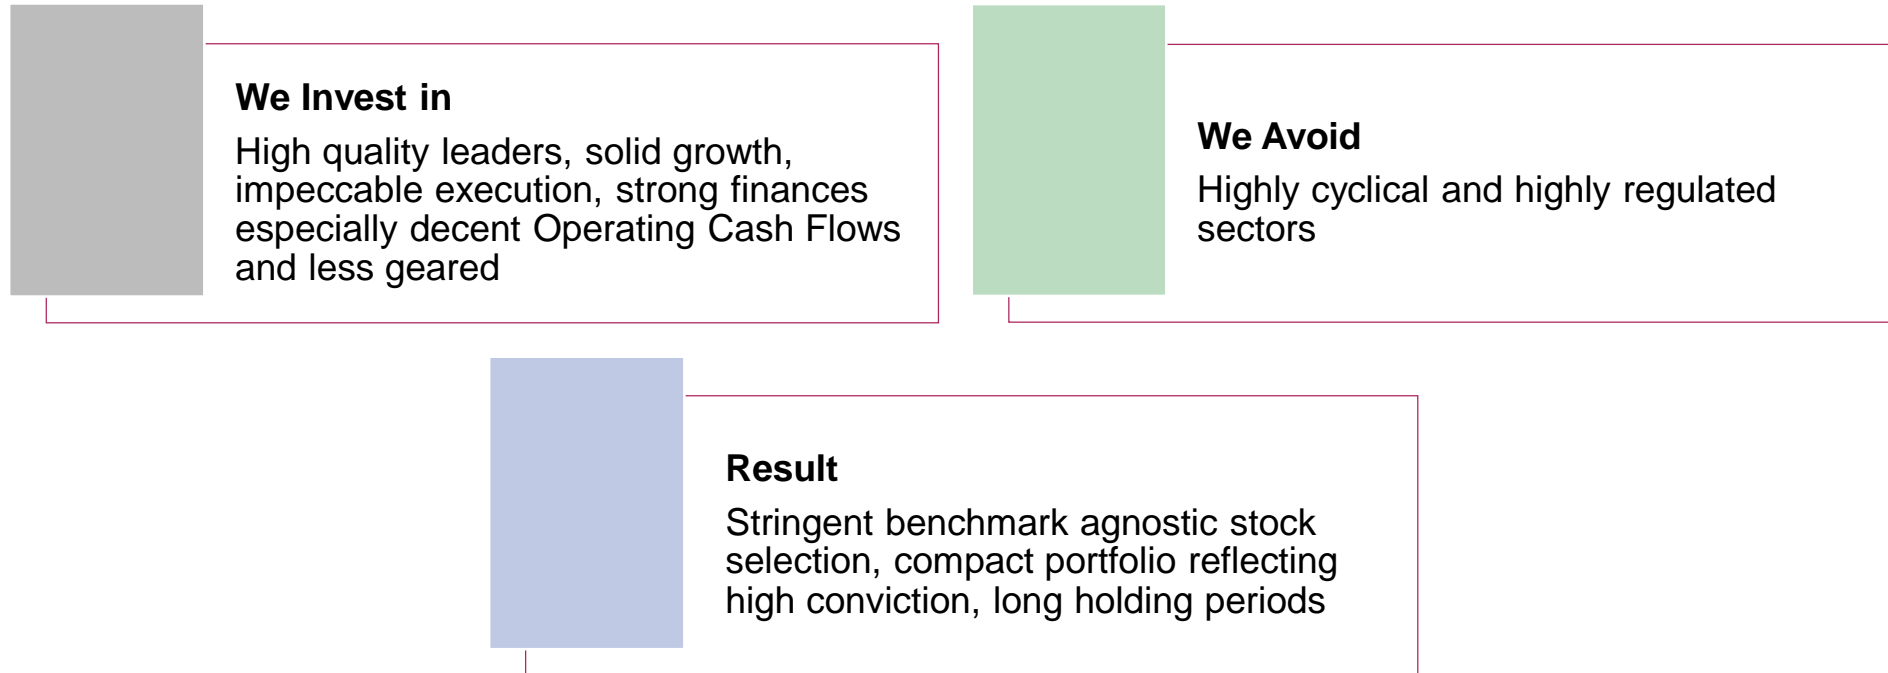 We Invest in
High quality leaders, solid growth,
impeccable execution, strong finances
especially decent Operating Cash Flows
and less geared
We Avoid
Highly cyclical and highly regulated
sectors
Result
Stringent benchmark agnostic stock
selection, compact portfolio reflecting
high conviction, long holding periods